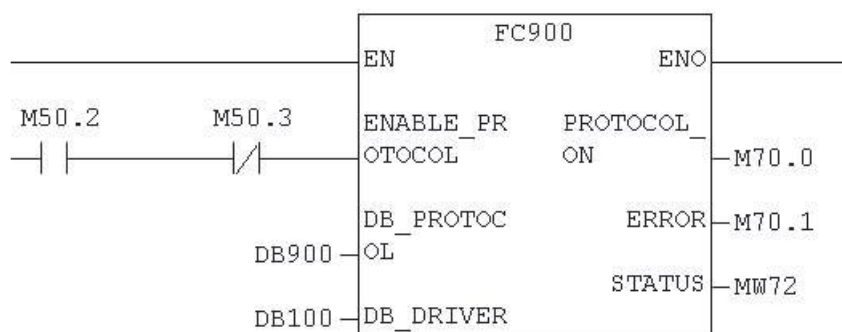 FC900
EN ENO
M50.2 M50.3 ENABLE_PR PROTOCOL_
OTOCOL ON M70.0
DB_PROTOC ERROR M70.1
DB900 OL
STATUS MW72
DB100 DB_DRIVER